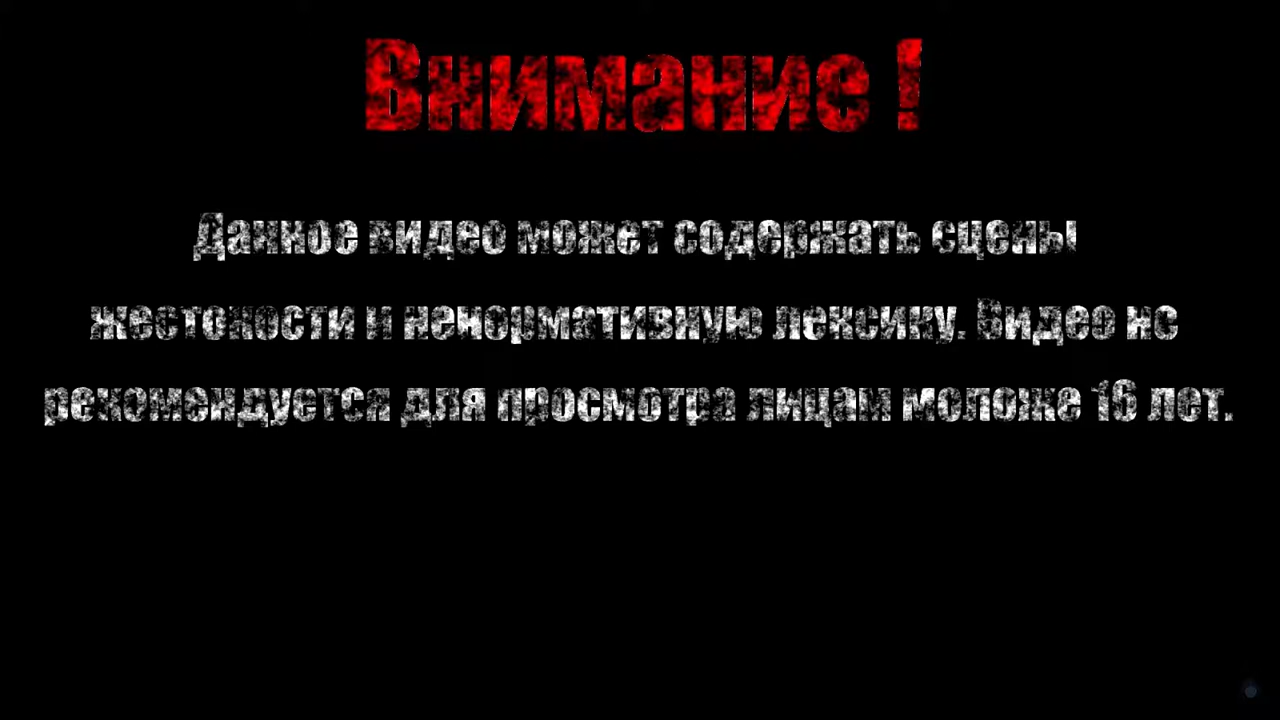 Внимание !
Данное видео может содержать сцены
жестокости и ненормативную лексику. Видео не
рекомендуется для просмотра лицам моложе 16 лет.